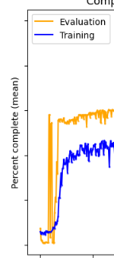 Comp
Evaluation
Training
Percent complete (mean)